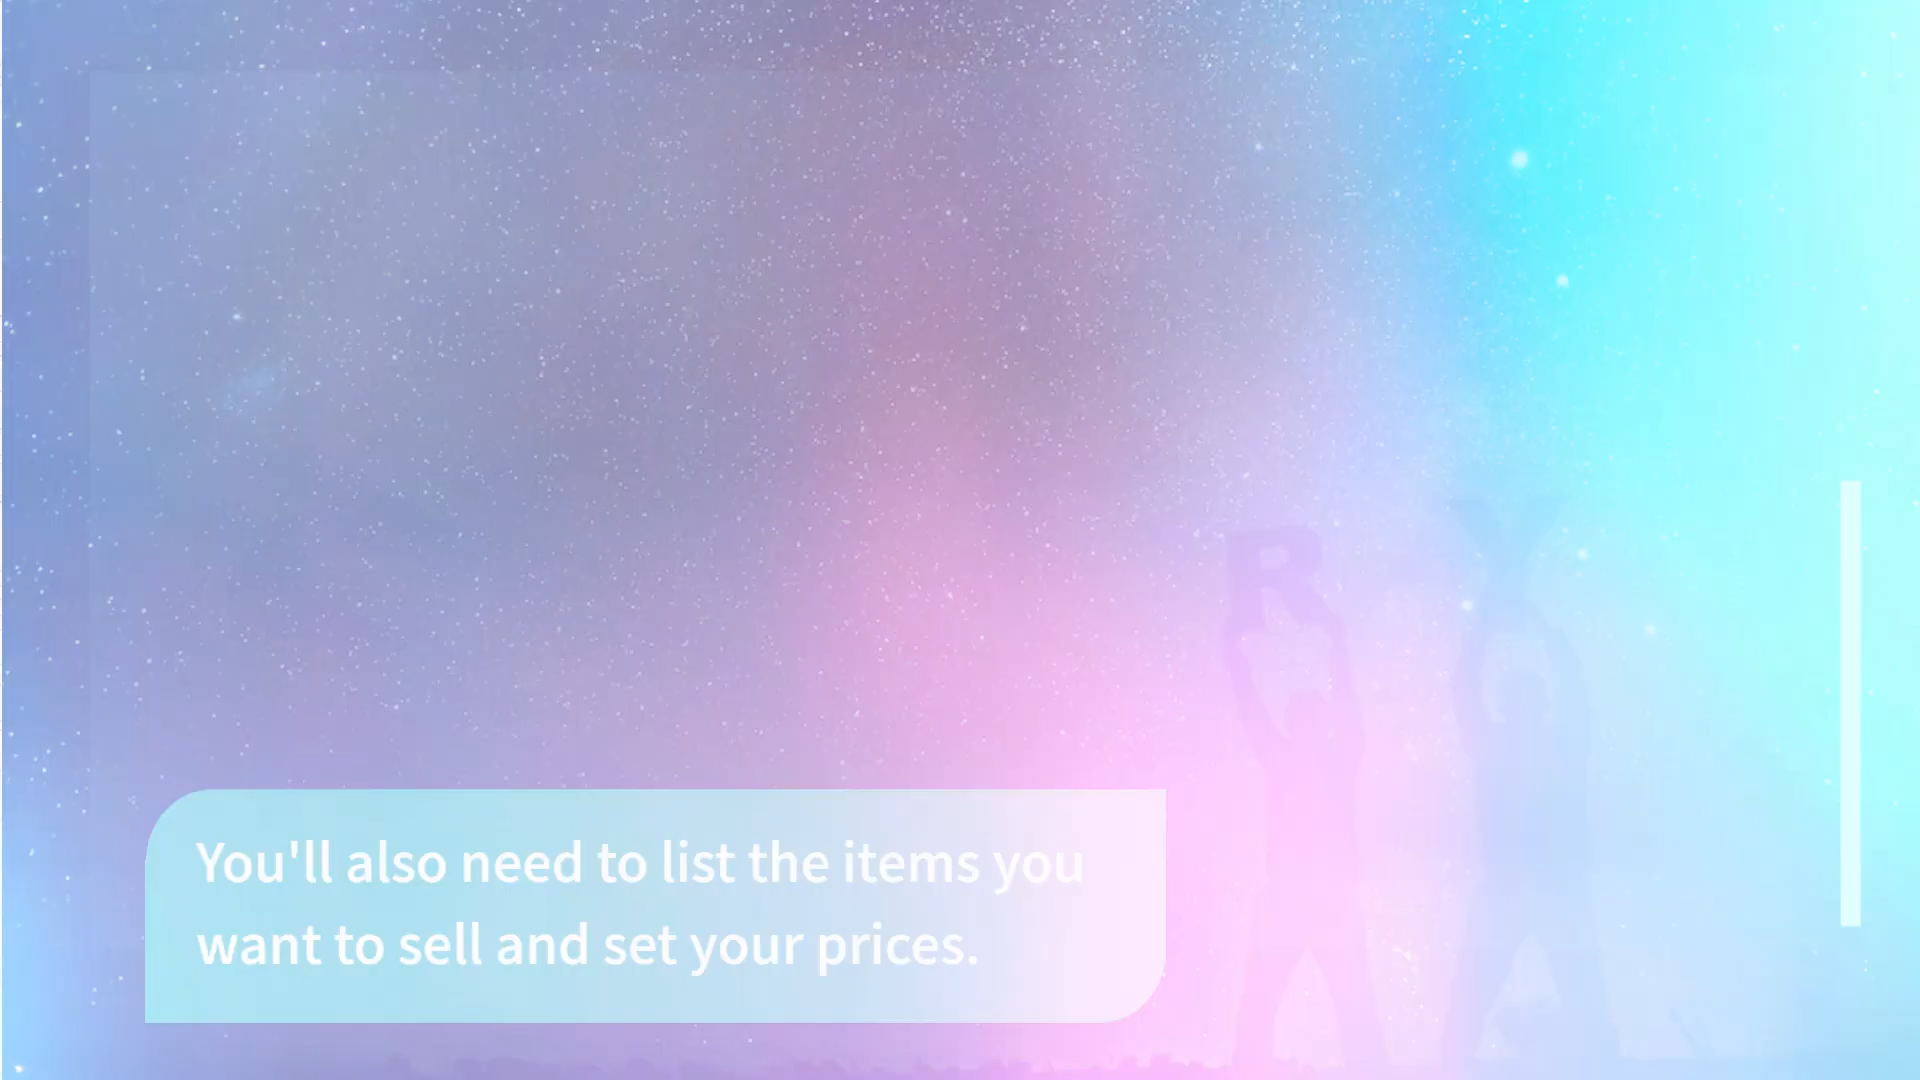 You'll also need to list the items you
want to sell and set your prices.
R Y